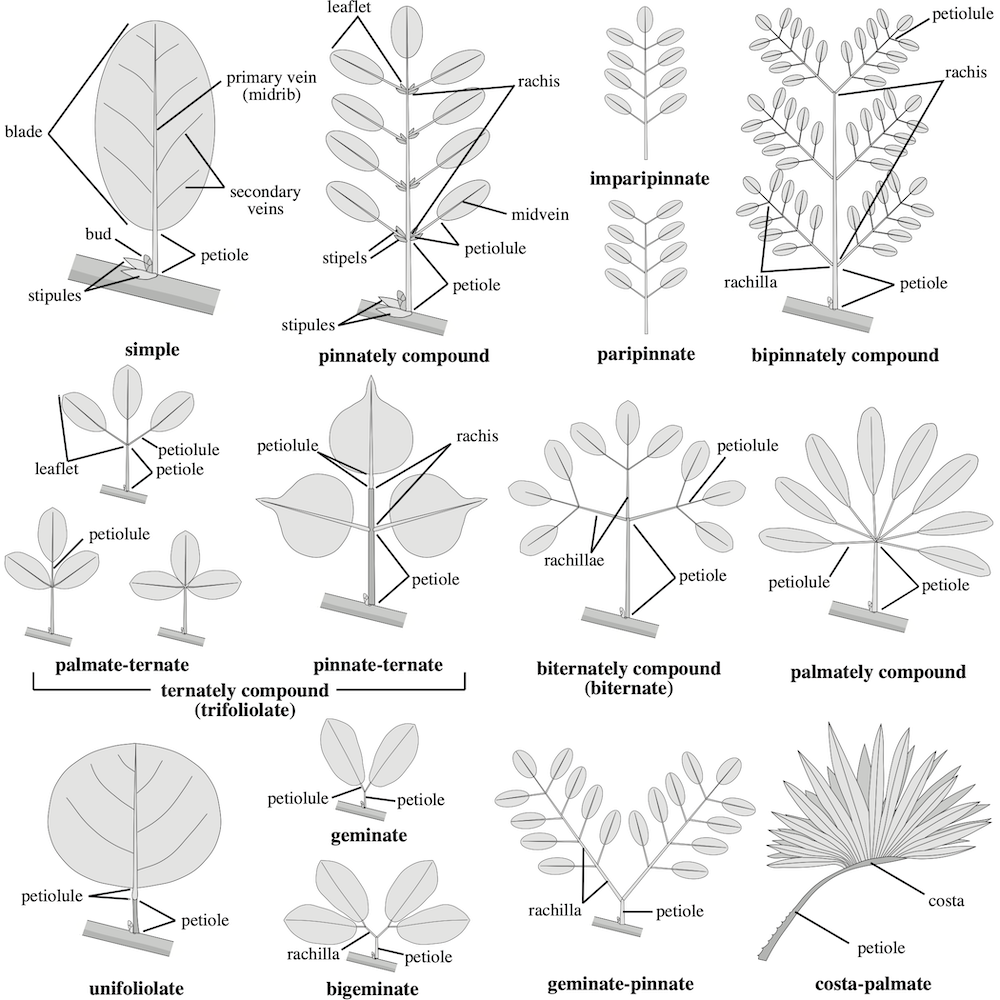 blade
primary vein
(midrib)
secondary
veins
bud
petiole
stipules
simple
leaflet
rachis
midvein
stipels
petiolule
petiole
stipules
pinnately compound
imparipinnate
paripinnate
petiolule
rachis
rachilla
petiole
bipinnately compound
leaflet
petiolule
petiole
petiolule
palmate-ternate
petiolule
rachis
petiole
pinnate-ternate
ternately compound
(trifoliolate)
petiolule
rachillae
petiole
biternately compound
(biternate)
petiolule
petiole
palmately compound
petiolule
petiole
unifoliolate
petiolule
petiole
geminate
rachilla
petiole
bigeminate
rachilla
petiole
geminate-pinnate
costa
petiole
costa-palmate